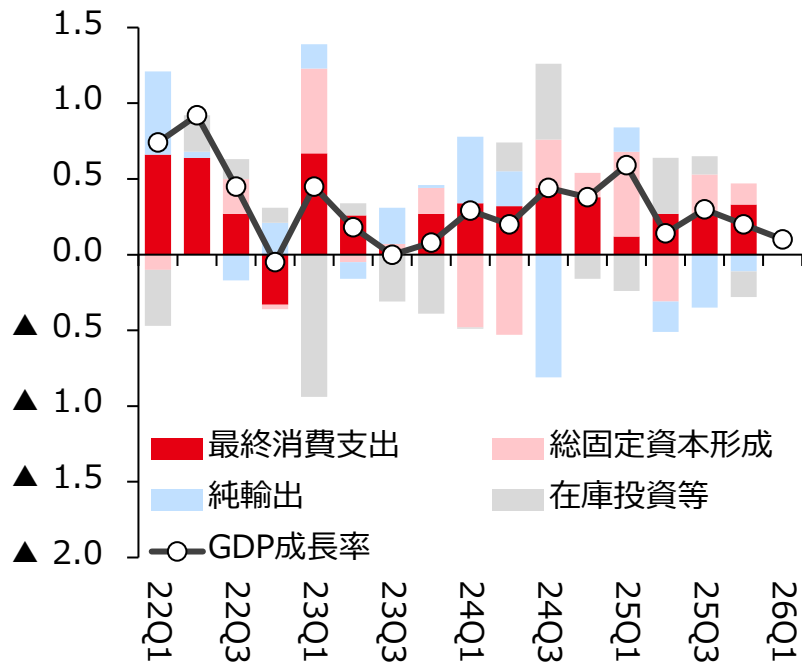 1.5
1.0
0.5
0.0
▲ 0.5
▲ 1.0
▲ 1.5
▲ 2.0
最終消費支出
総固定資本形成
純輸出
在庫投資等
GDP成長率
22Q1
22Q3
23Q1
23Q3
24Q1
24Q3
25Q1
25Q3
26Q1